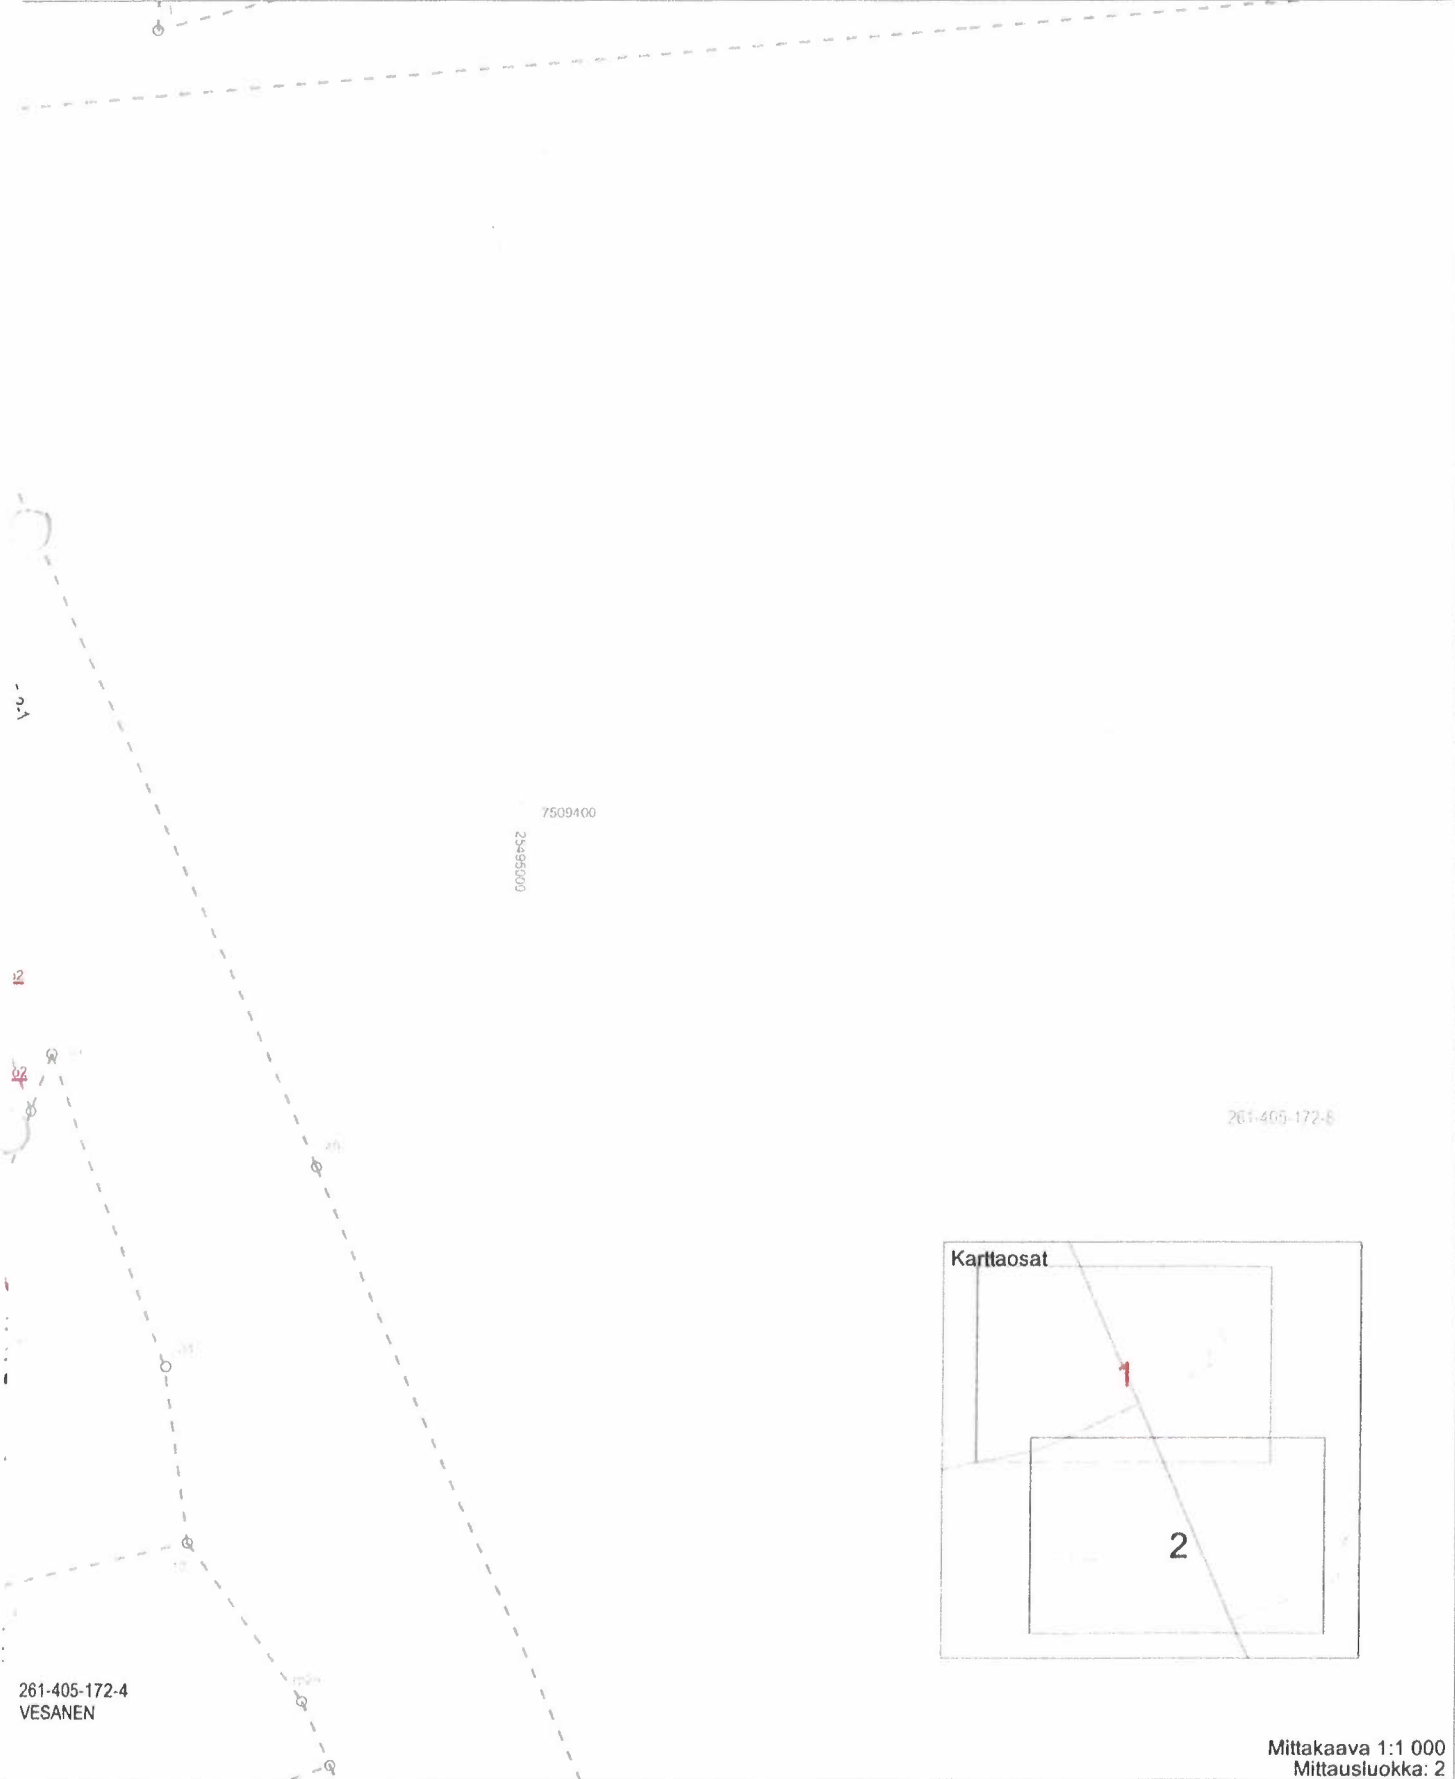 7509400
25495000
261-405-172-8
Karttaosat
1
2
261-405-172-4
VESANEN
Mittakaava 1:1 000
Mittausluokka: 2